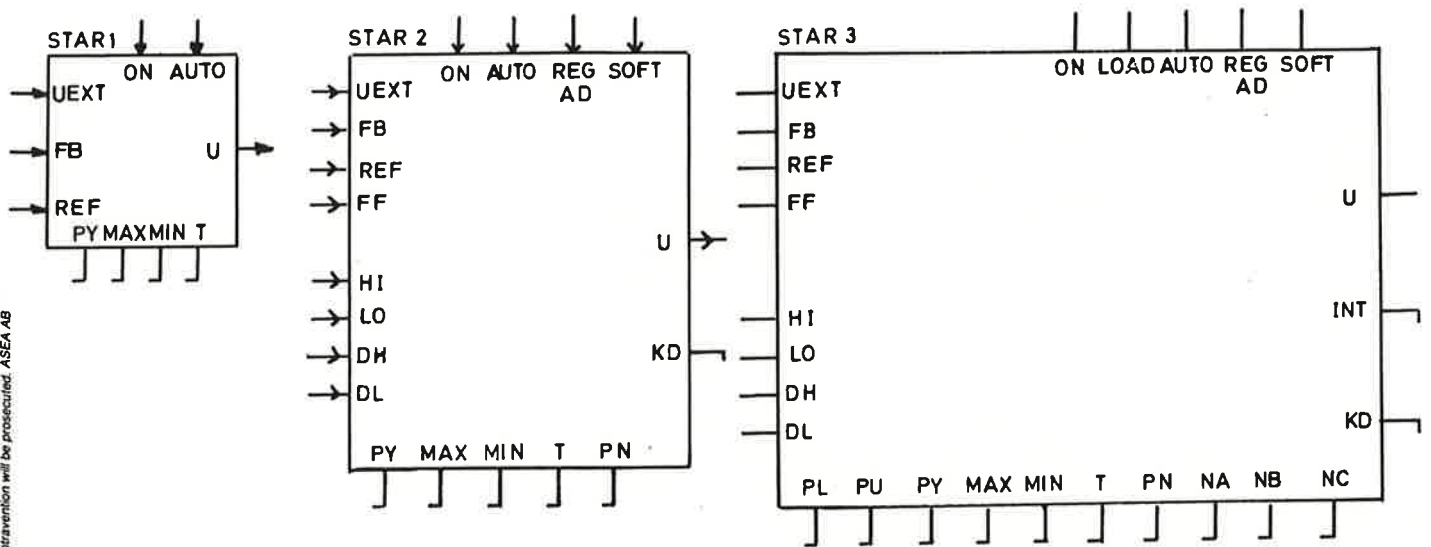 STAR1
ON AUTO
UEXT
FB
U
REF
PY MAX MIN T
STAR 2
ON AUTO REG SOFT
AD
UEXT
FB
REF
FF
U
HI
LO
DH
KD
DL
PY MAX MIN T PN
STAR 3
ON LOAD AUTO REG SOFT
AD
UEXT
FB
REF
FF
U
HI
INT
LO
DH
KD
DL
PL PU PY MAX MIN T PN NA NB NC
ntravention will be prosecuted. ASEA AB